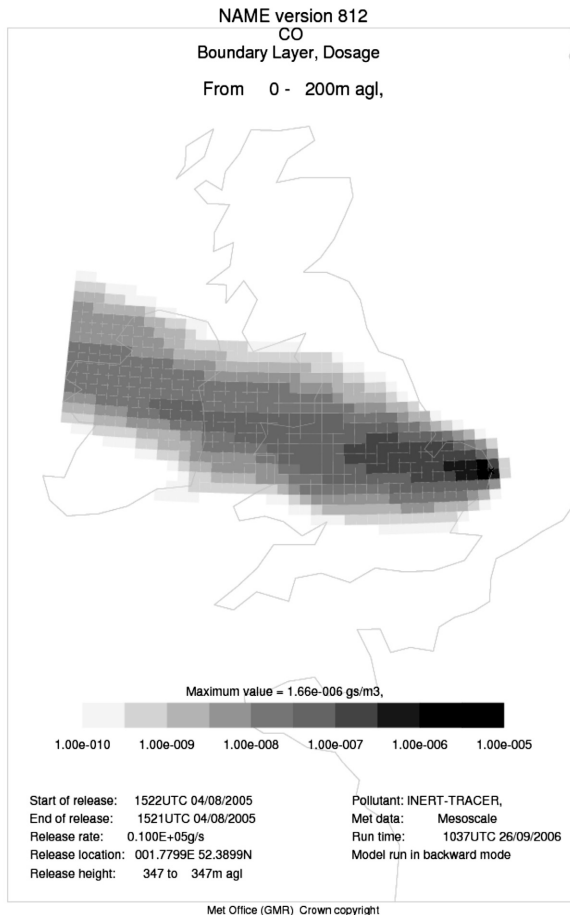 NAME version 812
CO
Boundary Layer, Dosage
From 0 - 200m agl,
Maximum value = 1.66e-006 gs/m3,
1.00e-010 1.00e-009 1.00e-008 1.00e-007 1.00e-006 1.00e-005
Start of release: 1522UTC 04/08/2005
End of release: 1521UTC 04/08/2005
Release rate: 0.100E+05g/s
Release location: 001.7799E 52.3899N
Release height: 347 to 347m agl
Pollutant: INERT-TRACER,
Met data: Mesoscale
Run time: 1037UTC 26/09/2006
Model run in backward mode
Met Office (GMR) Crown copyright